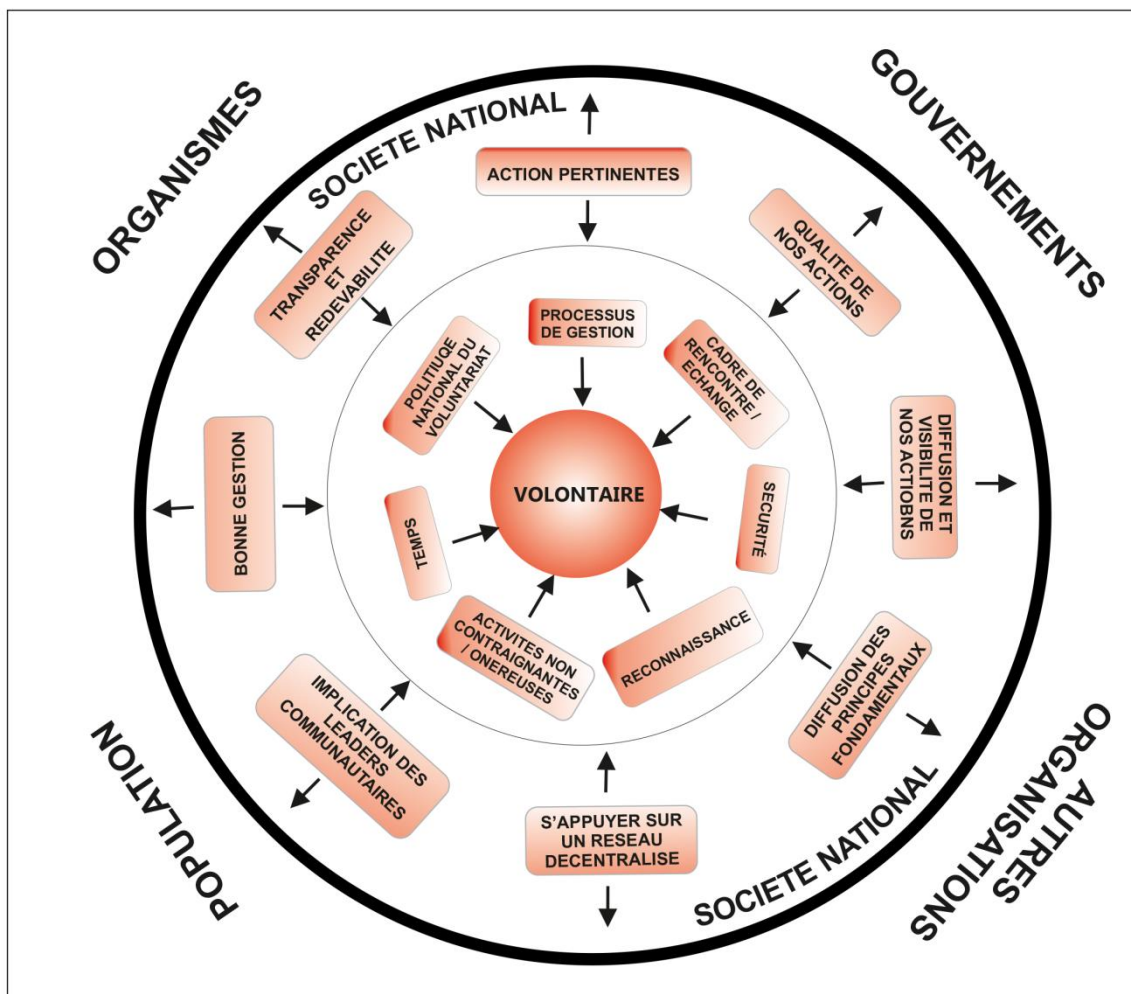 ORGANISMES
GOUVERNEMENTS
SOCIETE NATIONAL
ACTION PERTINENTES
TRANSPARENCE
ET
REDEVABILITE
QUALITE DE
NOS ACTIONS
PROCESSUS
DE GESTION
POLITIUQE
NATIONAL DU
VOLUNTARIAT
CADRE DE
RENCONTRE /
ECHANGE
BONNE GESTION
VOLONTAIRE
DIFFUSION ET
VISIBILITE DE
NOS ACTIOBNS
TEMPS
SECURITÉ
ACTIVITES NON
CONTRAIGNANTES
/ ONEREUSES
RECONNAISSANCE
IMPLICATION DES
LEADERS
COMMUNAUTAIRES
DIFFUSION DES
PRINCIPES
FONDAMENTAUX
S'APPUYER SUR
UN RESEAU
DECENTRALISE
SOCIETE NATIONAL
POPULATION
AUTRES
ORGANISATIONS